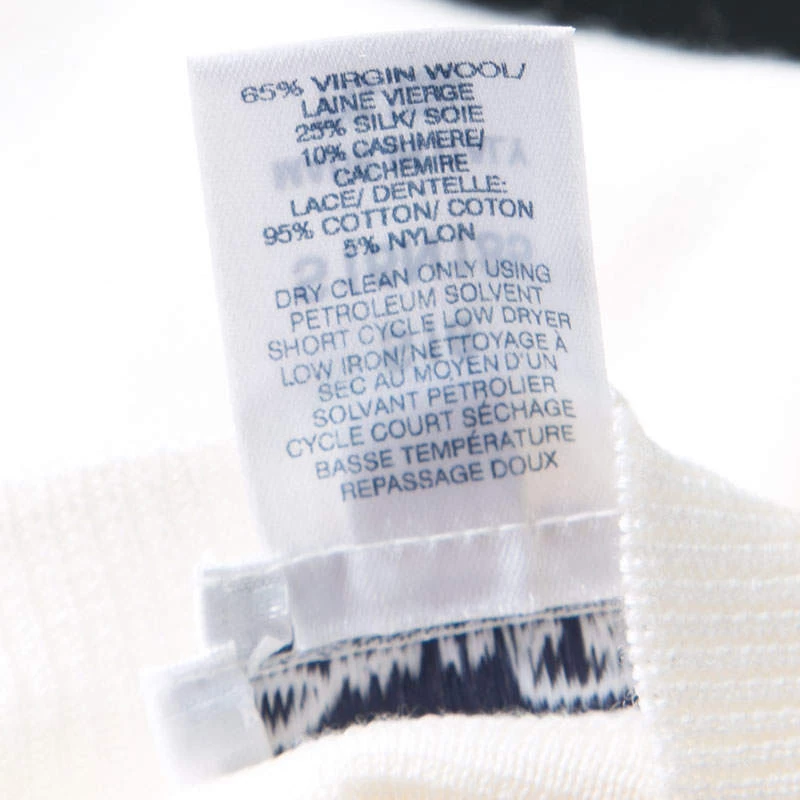 65% VIRGIN WOOL/
LAINE VIERGE
25% SILK/ SOIE
10% CASHMERE/
CACHEMIRE
LACE/ DENTELLE:
95% COTTON/ COTON
5% NYLON
DRY CLEAN ONLY USING
PETROLEUM SOLVENT
SHORT CYCLE LOW DRYER
LOW IRON/NETTOYAGE À
SEC AU MOYEN D'UN
SOLVANT PÉTROLIER
CYCLE COURT SÉCHAGE
BASSE TEMPÉRATURE
REPASSAGE DOUX